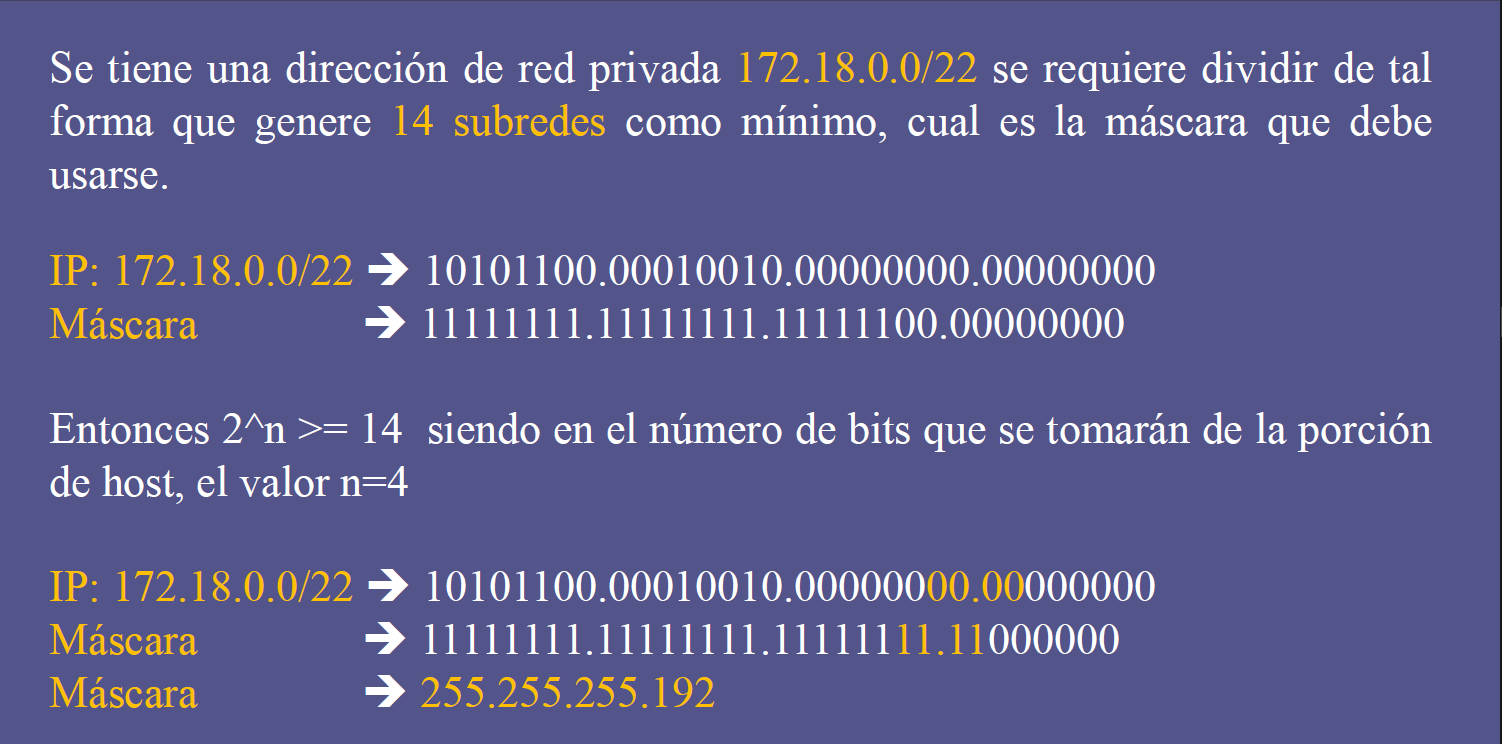 Se tiene una dirección de red privada 172.18.0.0/22 se requiere dividir de tal
forma que genere 14 subredes como mínimo, cual es la máscara que debe
usarse.
IP: 172.18.0.0/22 ➔ 10101100.00010010.00000000.00000000
Máscara ➔ 11111111.11111111.11111100.00000000
Entonces 2^n >= 14 siendo en el número de bits que se tomarán de la porción
de host, el valor n=4
IP: 172.18.0.0/22 ➔ 10101100.00010010.00000000.00000000
Máscara ➔ 11111111.11111111.11111111.11000000
Máscara ➔ 255.255.255.192